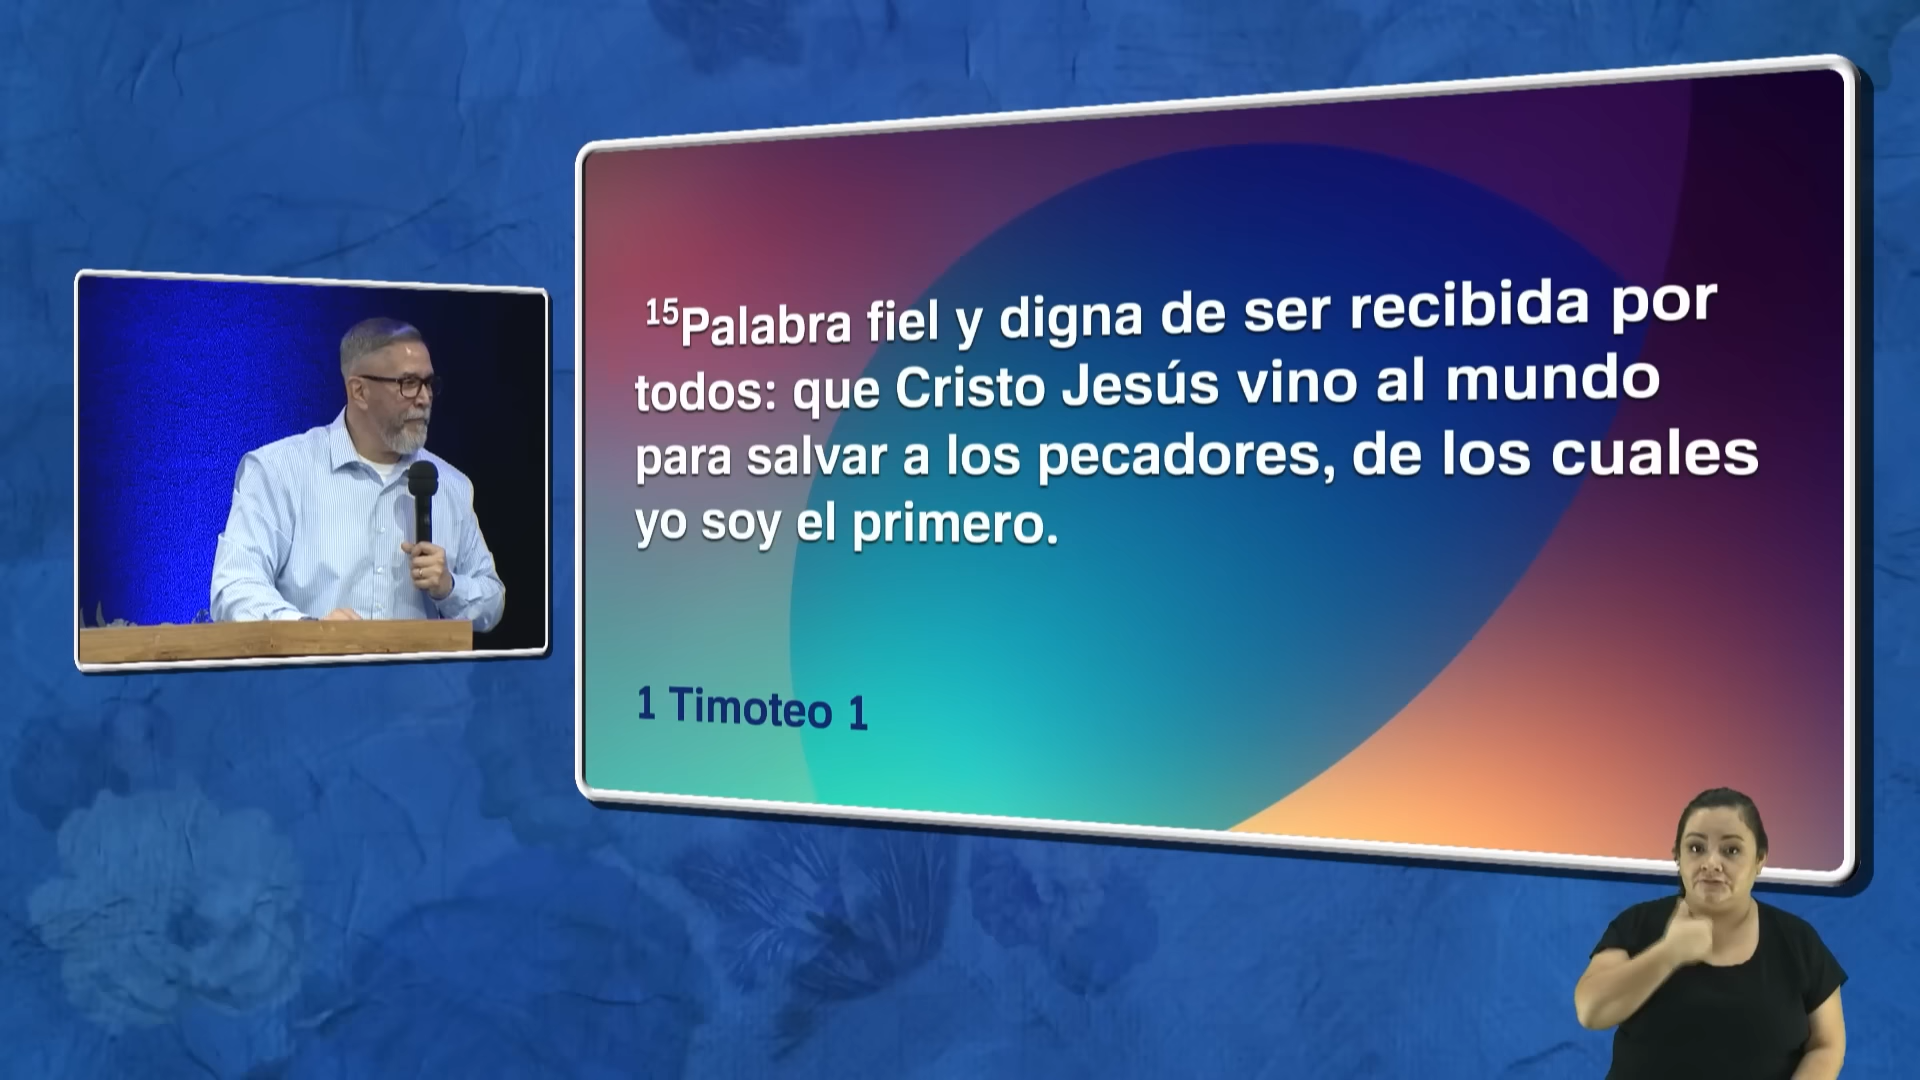 15Palabra fiel y digna de ser recibida por
todos: que Cristo Jesús vino al mundo
para salvar a los pecadores, de los cuales
yo soy el primero.
1 Timoteo 1